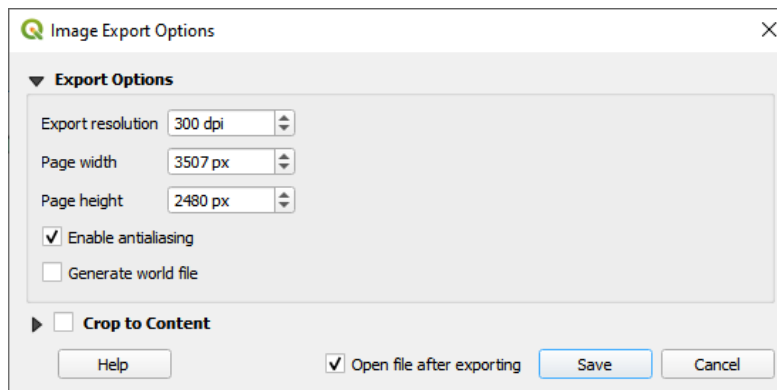 Image Export Options
Export Options
Export resolution 300 dpi
Page width 3507 px
Page height 2480 px
Enable antialiasing
Generate world file
Crop to Content
Help Open file after exporting Save Cancel